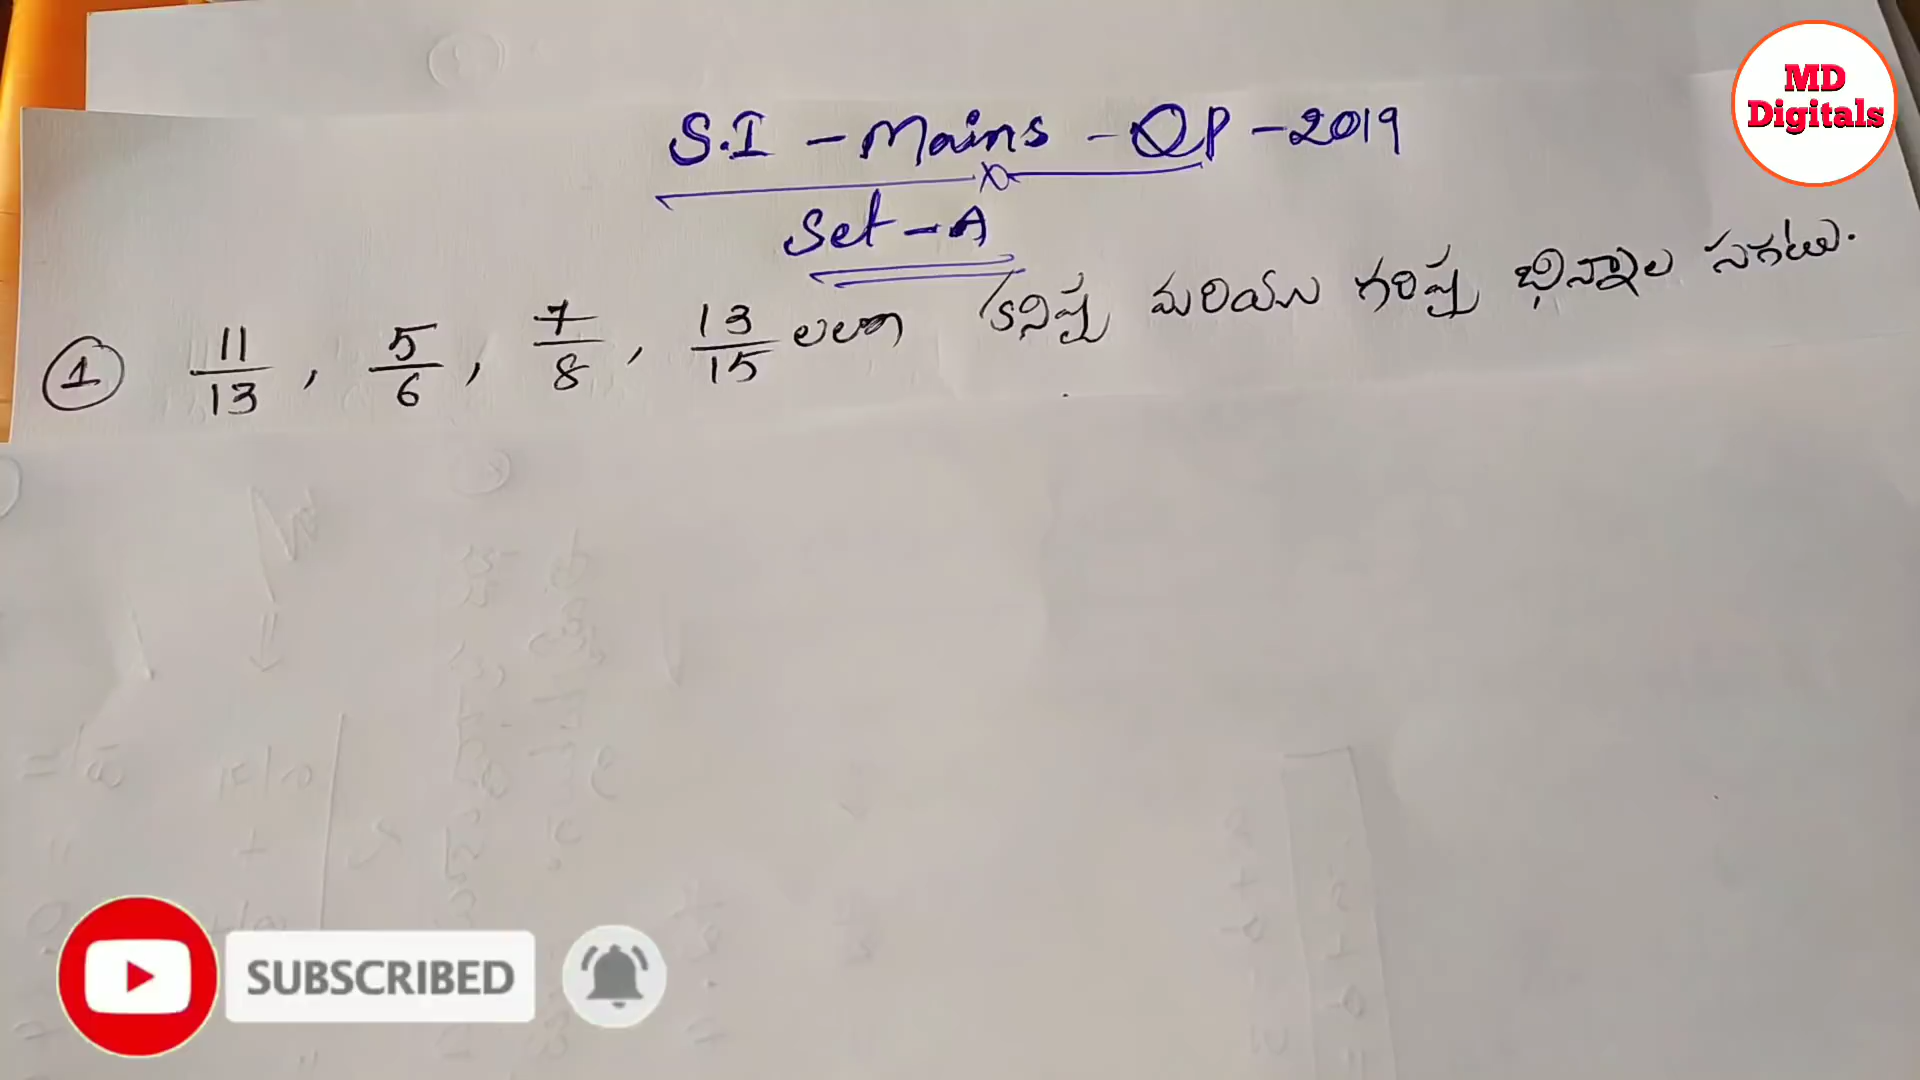 MD
Digitals
S.I - Mains - QP - 2019
Set - A
① 11/13, 5/6, 7/8, 13/15 లలో కనిష్ఠ మరియు గరిష్ఠ భిన్నాల సగటు.
SUBSCRIBED